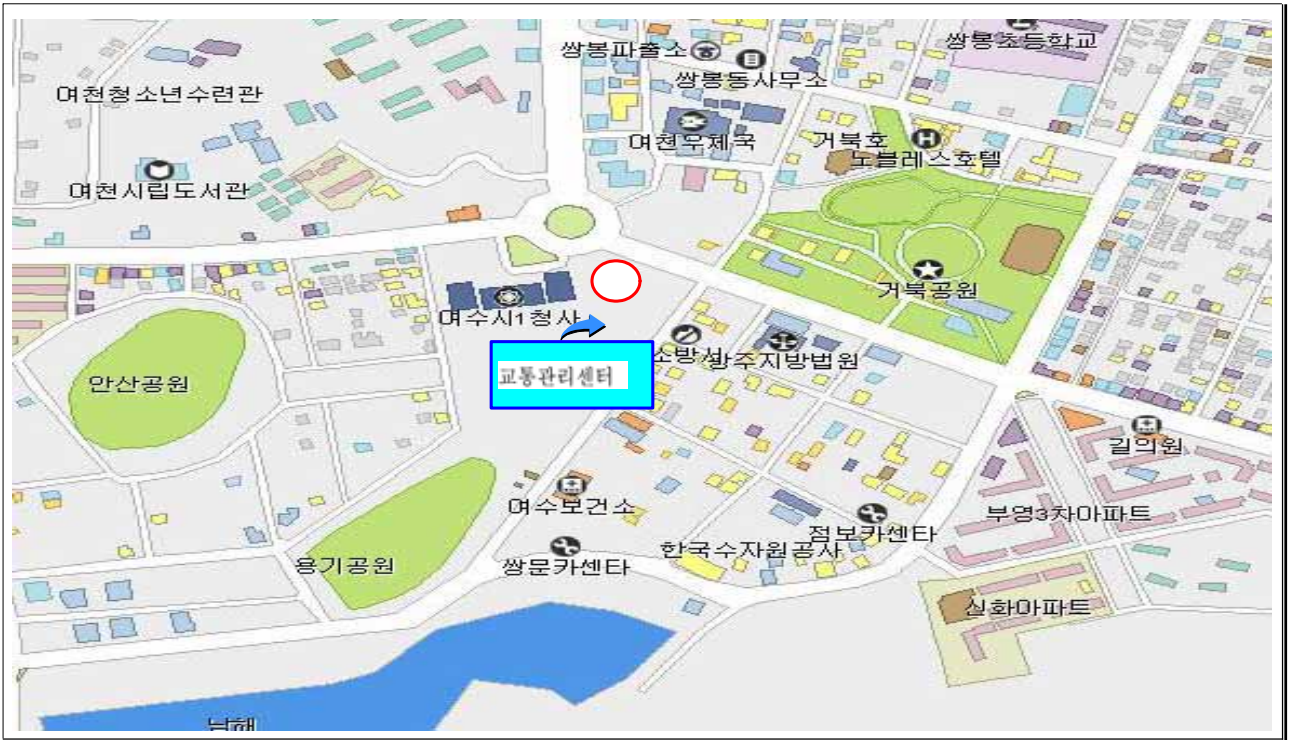 쌍봉파출소
쌍봉초등학교
쌍봉동사무소
여천청소년수련관
여천우체국
거북호
노블레스호텔
여천시립도서관
거북공원
여수시1청사
소방서
광주지방법원
교통관리센터
안산공원
길의원
여수보건소
부영3차아파트
점보카센타
한국수자원공사
용기공원
쌍문카센타
신화아파트
남해